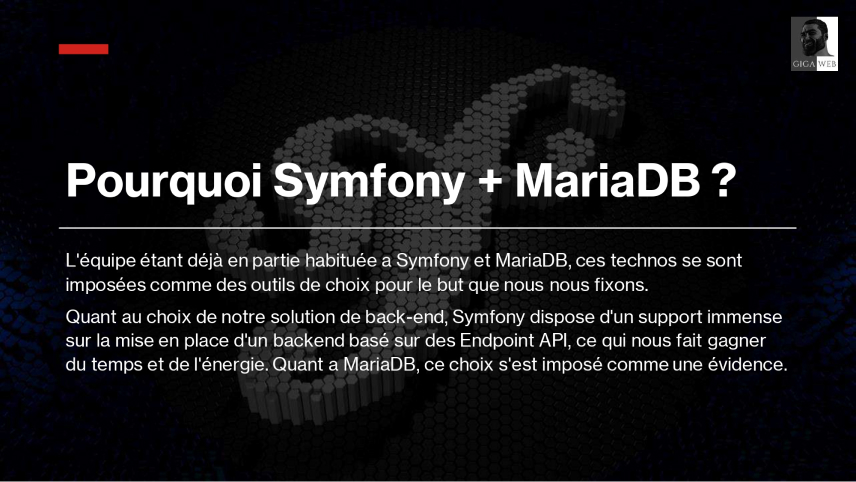 GIGA WEB
Pourquoi Symfony + MariaDB ?
L'équipe étant déjà en partie habituée a Symfony et MariaDB, ces technos se sont
imposées comme des outils de choix pour le but que nous nous fixons.
Quant au choix de notre solution de back-end, Symfony dispose d'un support immense
sur la mise en place d'un backend basé sur des Endpoint API, ce qui nous fait gagner
du temps et de l'énergie. Quant a MariaDB, ce choix s'est imposé comme une évidence.